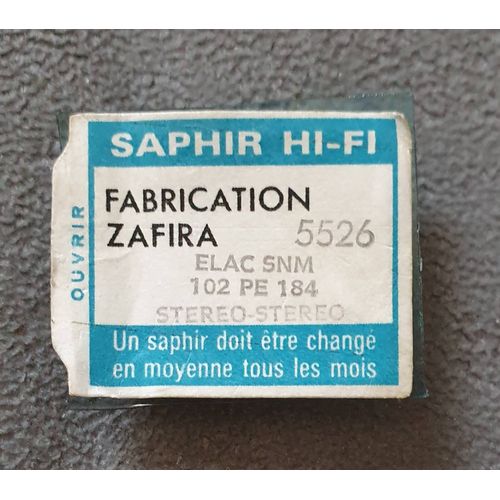 SAPHIR HI-FI
OUVRIR
FABRICATION
ZAFIRA 5526
ELAC SNM
102 PE 184
STEREO-STEREO
Un saphir doit être changé
en moyenne tous les mois